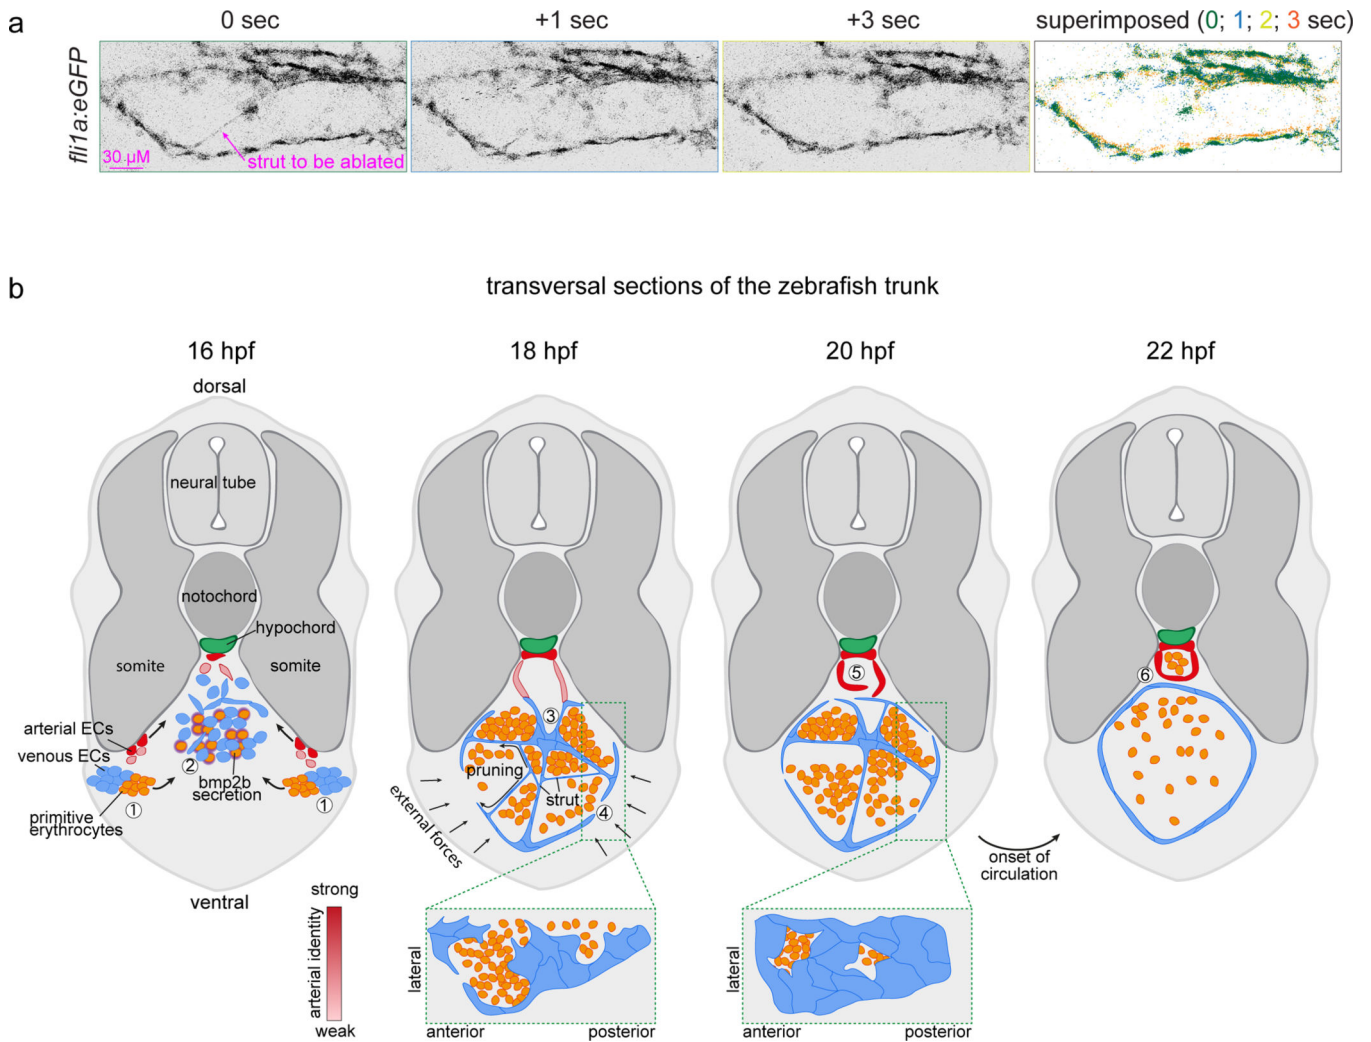 a
0 sec
+1 sec
+3 sec
superimposed (0; 1; 2; 3 sec)
fli1a:eGFP
30 µM
strut to be ablated
b
transversal sections of the zebrafish trunk
16 hpf
18 hpf
20 hpf
22 hpf
dorsal
neural tube
notochord
hypochord
somite
somite
arterial ECs
venous ECs
primitive
erythrocytes
1
2
bmp2b
secretion
1
ventral
strong
arterial identity
weak
3
pruning
strut
4
external forces
lateral
anterior
posterior
5
lateral
anterior
posterior
onset of
circulation
6